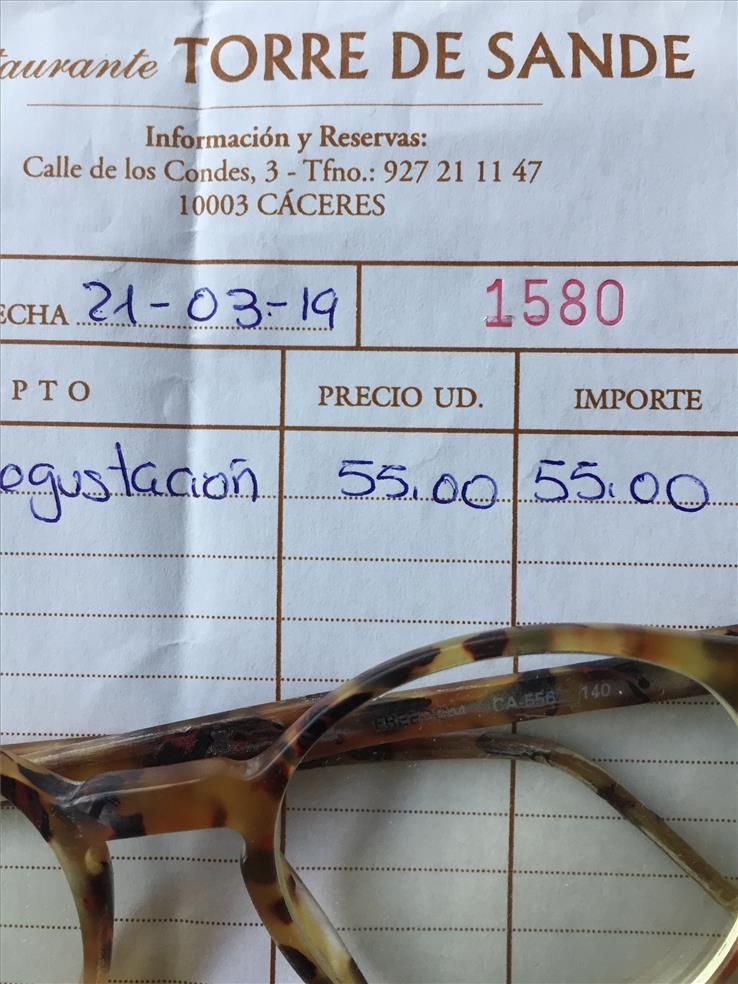 taurante TORRE DE SANDE
Información y Reservas:
Calle de los Condes, 3 - Tfno.: 927 21 11 47
10003 CÁCERES
ECHA 21-03-19 1580
PTO PRECIO UD. IMPORTE
egustación 55.00 55.00
CA-556 140